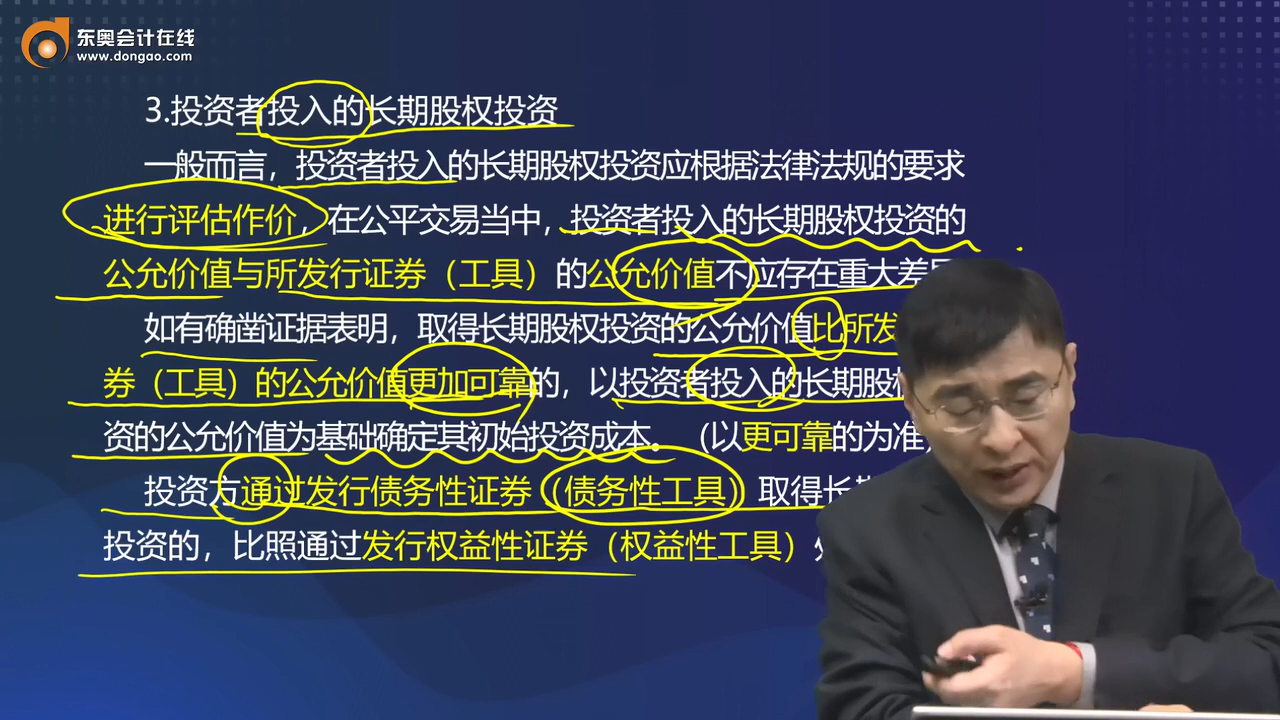 东奥会计在线
www.dongao.com
3.投资者投入的长期股权投资
一般而言，投资者投入的长期股权投资应根据法律法规的要求
进行评估作价，在公平交易当中，投资者投入的长期股权投资的
公允价值与所发行证券（工具）的公允价值不应存在重大差
如有确凿证据表明，取得长期股权投资的公允价值比所发
券（工具）的公允价值更加可靠的，以投资者投入的长期股
资的公允价值为基础确定其初始投资成本。（以更可靠的为准
投资方通过发行债务性证券（债务性工具）取得长
投资的，比照通过发行权益性证券（权益性工具）